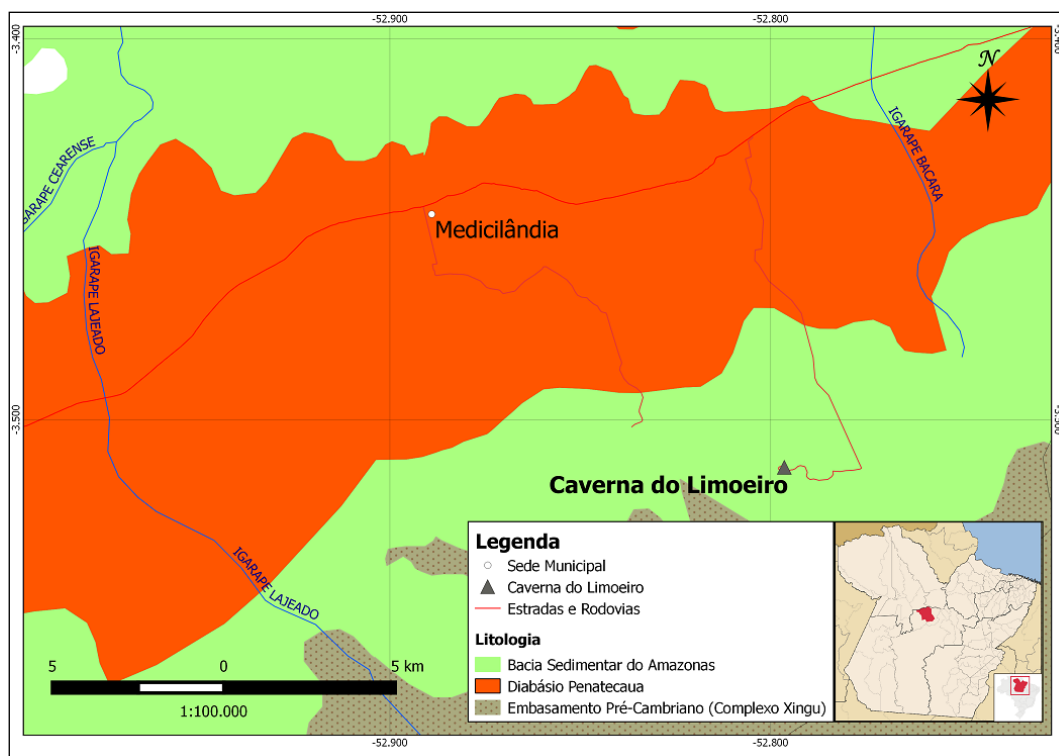 -52.900
-52.800
-3.400
-3.400
N
IGARAPE CEARENSE
IGARAPE BACARA
Medicilândia
IGARAPE LAJEADO
-3.500
-3.500
Caverna do Limoeiro
IGARAPE LAJEADO
Legenda
Sede Municipal
Caverna do Limoeiro
Estradas e Rodovias
Litologia
Bacia Sedimentar do Amazonas
Diabásio Penatecaua
Embasamento Pré-Cambriano (Complexo Xingu)
5 0 5 km
1:100.000
-52.900
-52.800